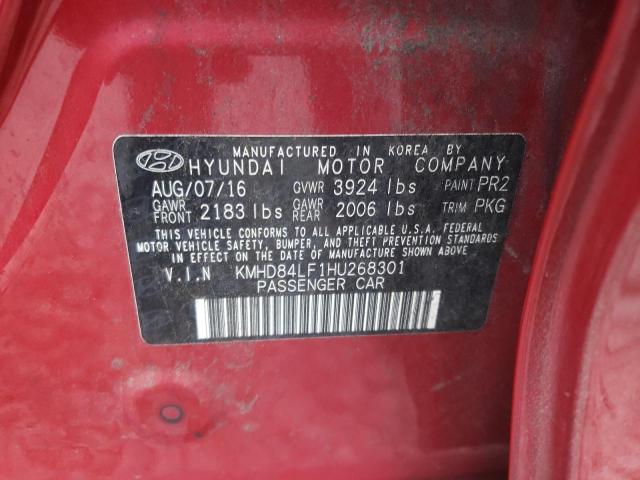 MANUFACTURED IN KOREA BY
HYUNDAI MOTOR COMPANY
AUG/07/16 GVWR 3924 lbs PAINT PR2
GAWR FRONT 2183 lbs GAWR REAR 2006 lbs TRIM PKG
THIS VEHICLE CONFORMS TO ALL APPLICABLE U.S.A. FEDERAL
MOTOR VEHICLE SAFETY, BUMPER, AND THEFT PREVENTION
STANDARDS IN EFFECT ON THE DATE OF MANUFACTURE SHOWN ABOVE.
V.I.N KMHD84LF1HU268301
PASSENGER CAR